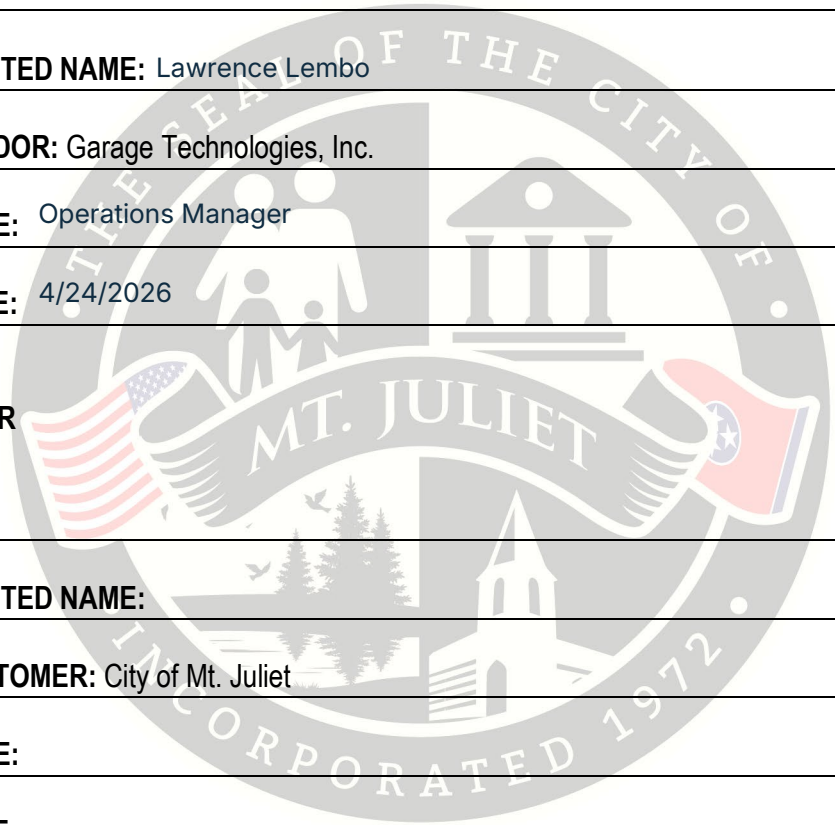 TED NAME: Lawrence Lembo
DOR: Garage Technologies, Inc.
E: Operations Manager
E: 4/24/2026
R
TED NAME:
TOMER: City of Mt. Juliet
E:
THE SEAL OF THE CITY OF
MT. JULIET
INCORPORATED 1972